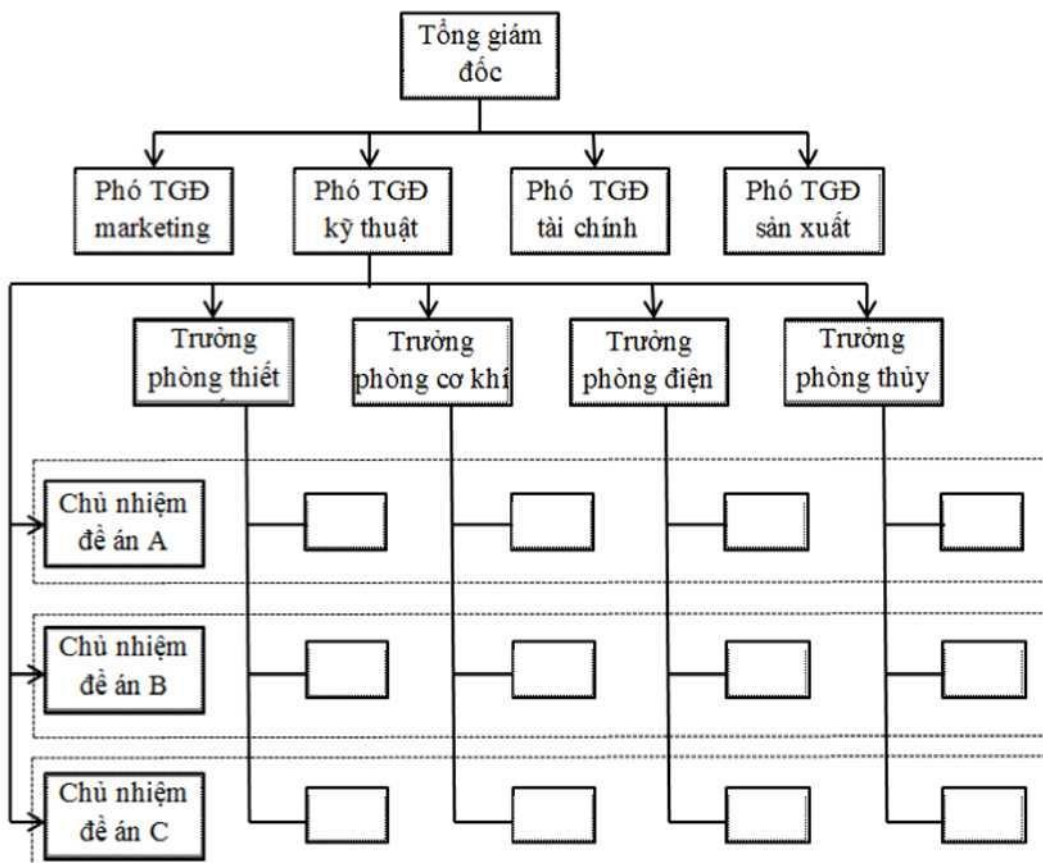 Tổng giám
đốc
Phó TGĐ
marketing
Phó TGĐ
kỹ thuật
Phó TGĐ
tài chính
Phó TGĐ
sản xuất
Trưởng
phòng thiết
Trưởng
phòng cơ khí
Trưởng
phòng điện
Trưởng
phòng thủy
Chủ nhiệm
đề án A
Chủ nhiệm
đề án B
Chủ nhiệm
đề án C